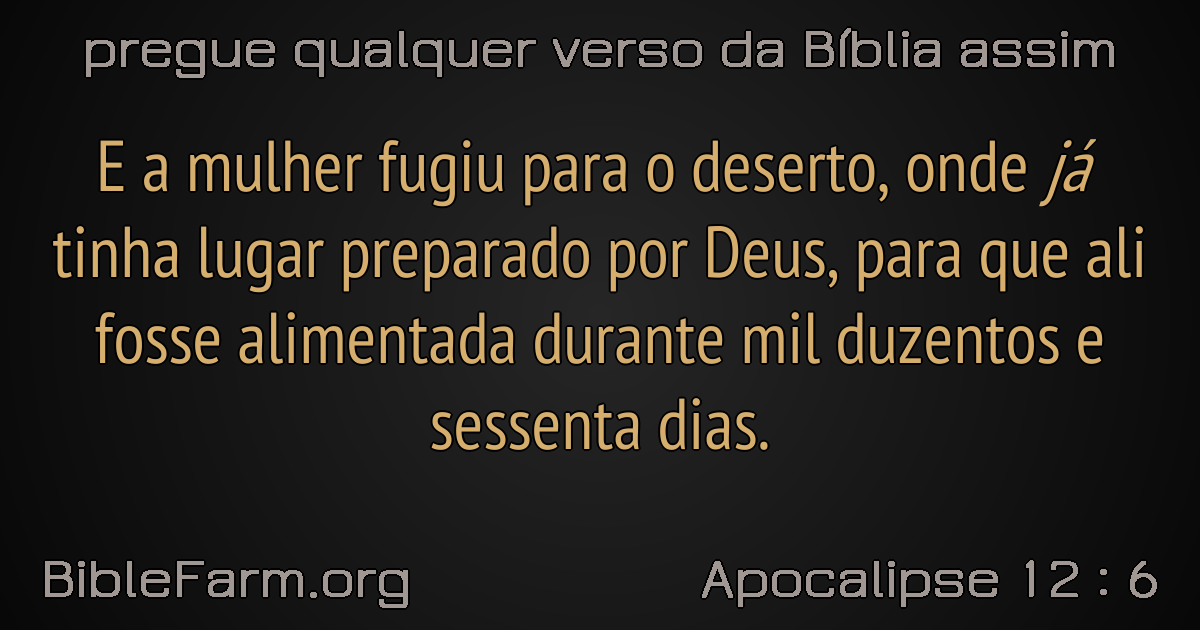 pregue qualquer verso da Bíblia assim
E a mulher fugiu para o deserto, onde já
tinha lugar preparado por Deus, para que ali
fosse alimentada durante mil duzentos e
sessenta dias.
BibleFarm.org
Apocalipse 12 : 6